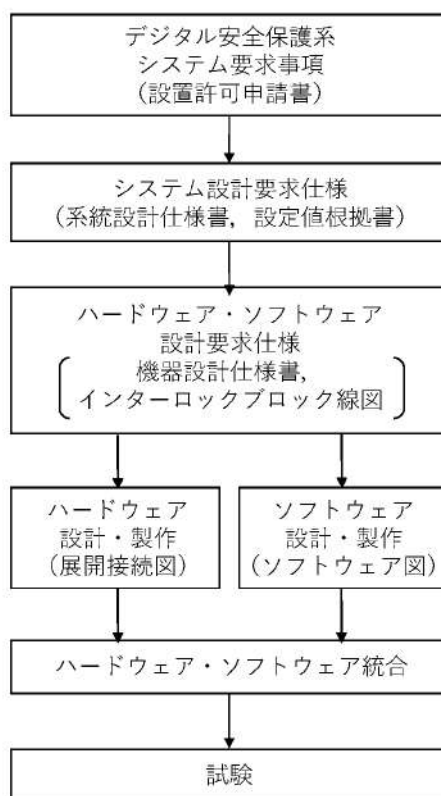 デジタル安全保護系
システム要求事項
(設置許可申請書)
システム設計要求仕様
(系統設計仕様書,設定値根拠書)
ハードウェア・ソフトウェア
設計要求仕様
機器設計仕様書,
インターロックブロック線図
ハードウェア
設計・製作
(展開接続図)
ソフトウェア
設計・製作
(ソフトウェア図)
ハードウェア・ソフトウェア統合
試験